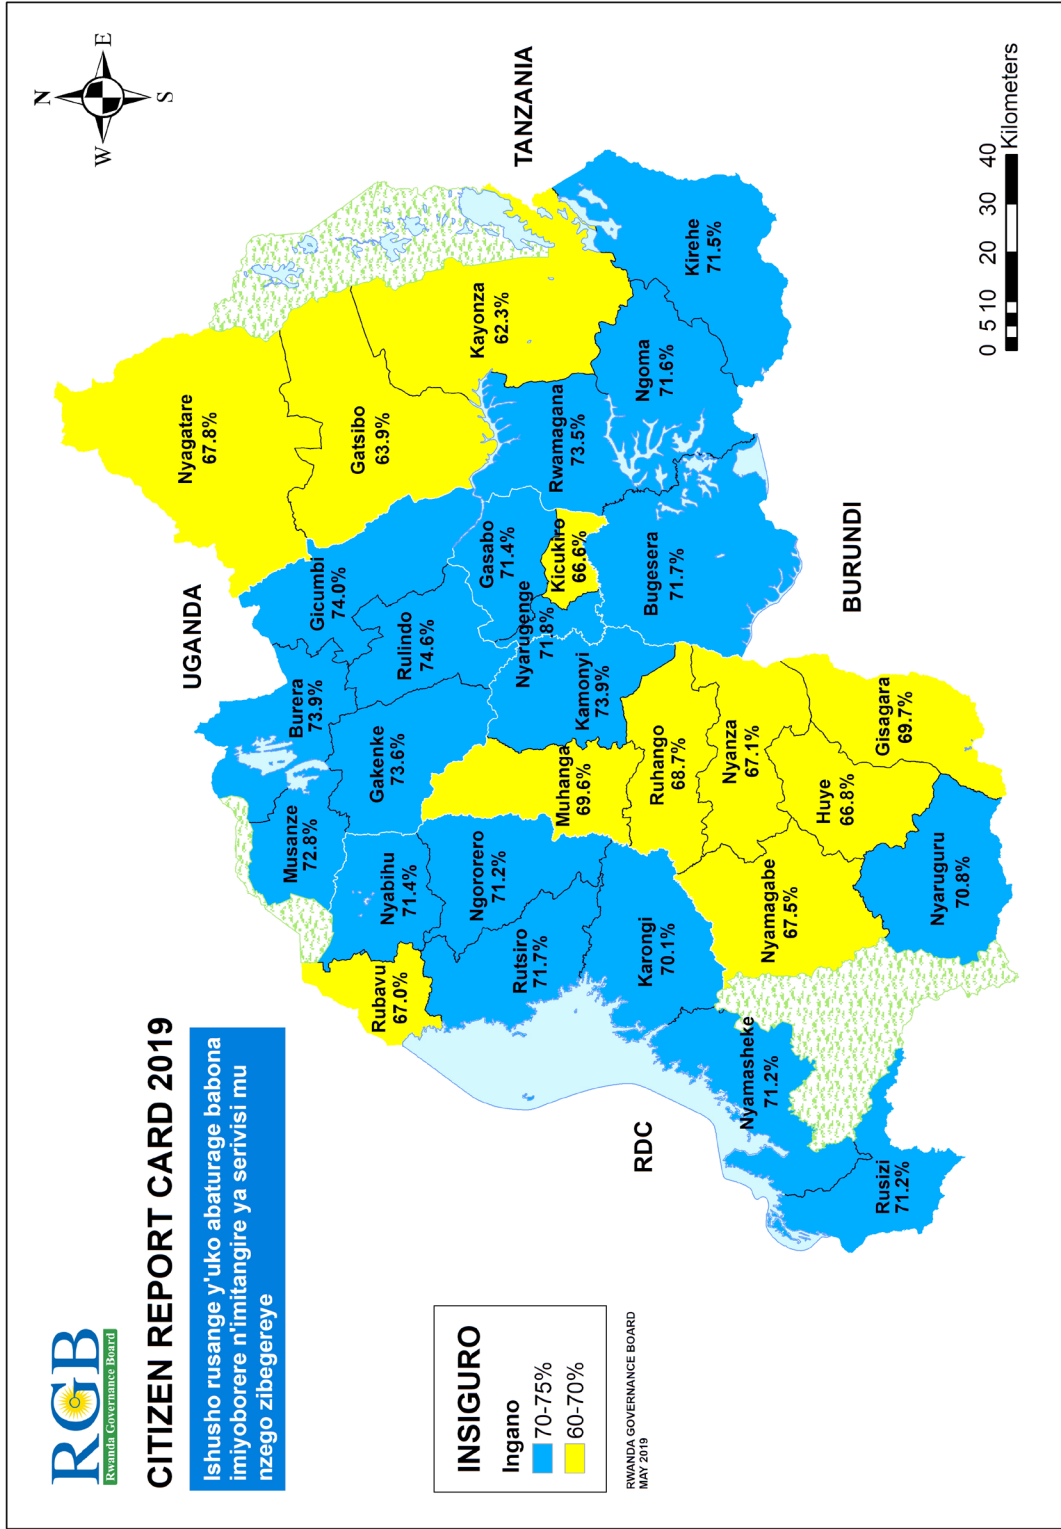 RGB
Rwanda Governance Board
CITIZEN REPORT CARD 2019
Ishusho rusange y'uko abaturage babona
imiyoborere n'imitangire ya serivisi mu
nzego zibegereye
N
W
E
S
UGANDA
TANZANIA
BURUNDI
RDC
Nyagatare
67.8%
Gatsibo
63.9%
Kayonza
62.3%
Kirehe
71.5%
Ngoma
71.6%
Rwamagana
73.5%
Bugesera
71.7%
Gicumbi
74.0%
Rulindo
74.6%
Gasabo
71.4%
Kicukiro
66.6%
Nyarugenge
71.8%
Burera
73.9%
Gakenke
73.6%
Musanze
72.8%
Kamonyi
73.9%
Muhanga
69.6%
Ruhango
68.7%
Nyanza
67.1%
Gisagara
69.7%
Huye
66.8%
Nyamagabe
67.5%
Nyaruguru
70.8%
Nyabihu
71.4%
Ngororero
71.2%
Rubavu
67.0%
Rutsiro
71.7%
Karongi
70.1%
Nyamasheke
71.2%
Rusizi
71.2%
INSIGURO
Ingano
70-75%
60-70%
RWANDA GOVERNANCE BOARD
MAY 2019
0 5 10 20 30 40
Kilometers